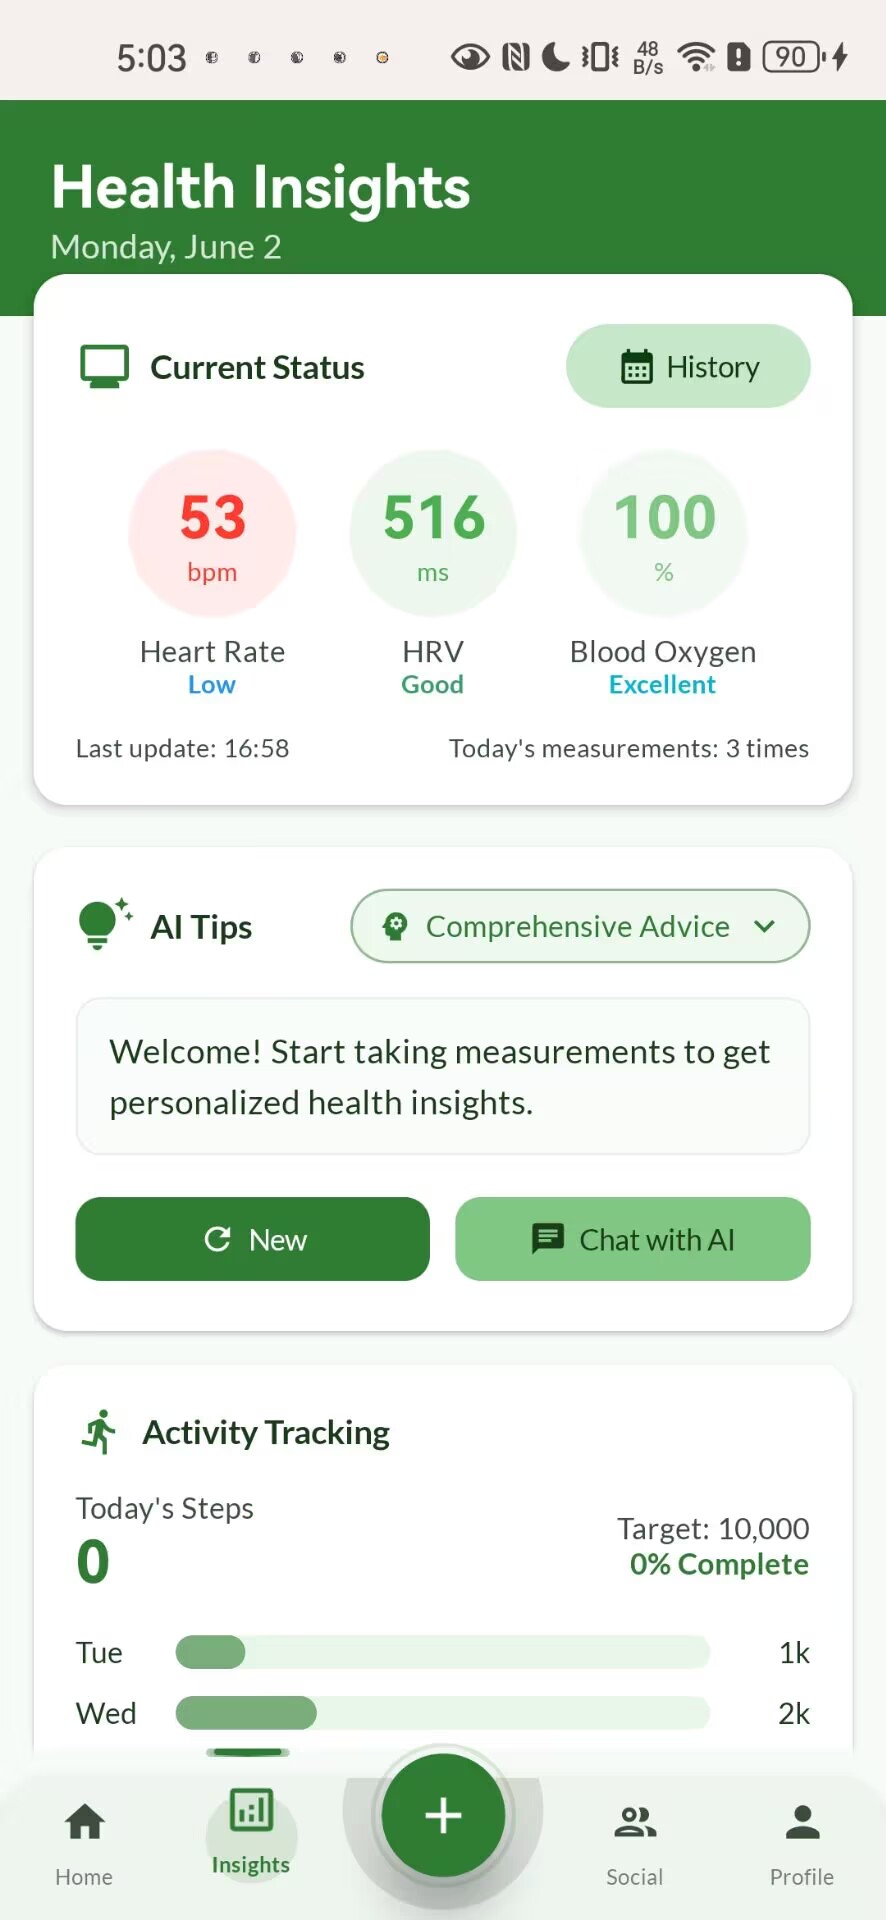 5:03
48
B/s
90
Health Insights
Monday, June 2
Current Status
History
53
bpm
516
ms
100
%
Heart Rate
HRV
Blood Oxygen
Low
Good
Excellent
Last update: 16:58
Today's measurements: 3 times
AI Tips
Comprehensive Advice
Welcome! Start taking measurements to get
personalized health insights.
New
Chat with AI
Activity Tracking
Today's Steps
0
Target: 10,000
0% Complete
Tue
1k
Wed
2k
Home
Insights
Social
Profile